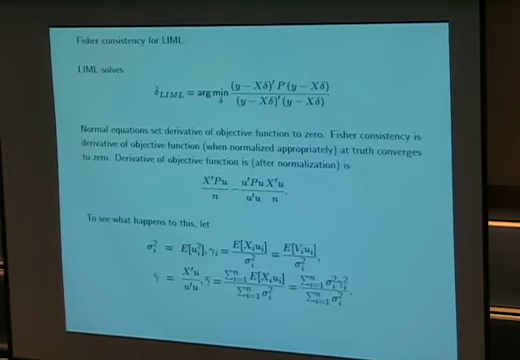 Fisher consistency for LIML:
LIML solves
δ̂_{LIML} = arg min_δ (y − Xδ)′ P (y − Xδ) / (y − Xδ)′ (y − Xδ)
Normal equations set derivative of objective function to zero. Fisher consistency is
derivative of objective function (when normalized appropriately) at truth converges
to zero. Derivative of objective function is (after normalization) is
X′Pu / n − u′Pu / u′u X′u / n.
To see what happens to this, let
σ_i² = E[u_i²], γ_i = E[X_i u_i] / σ_i² = E[V_i u_i] / σ_i²,
γ̃ = X′u / u′u, γ̄ = Σ_{i=1}^n E[X_i u_i] / Σ_{i=1}^n σ_i² = Σ_{i=1}^n σ_i² γ_i / Σ_{i=1}^n σ_i².